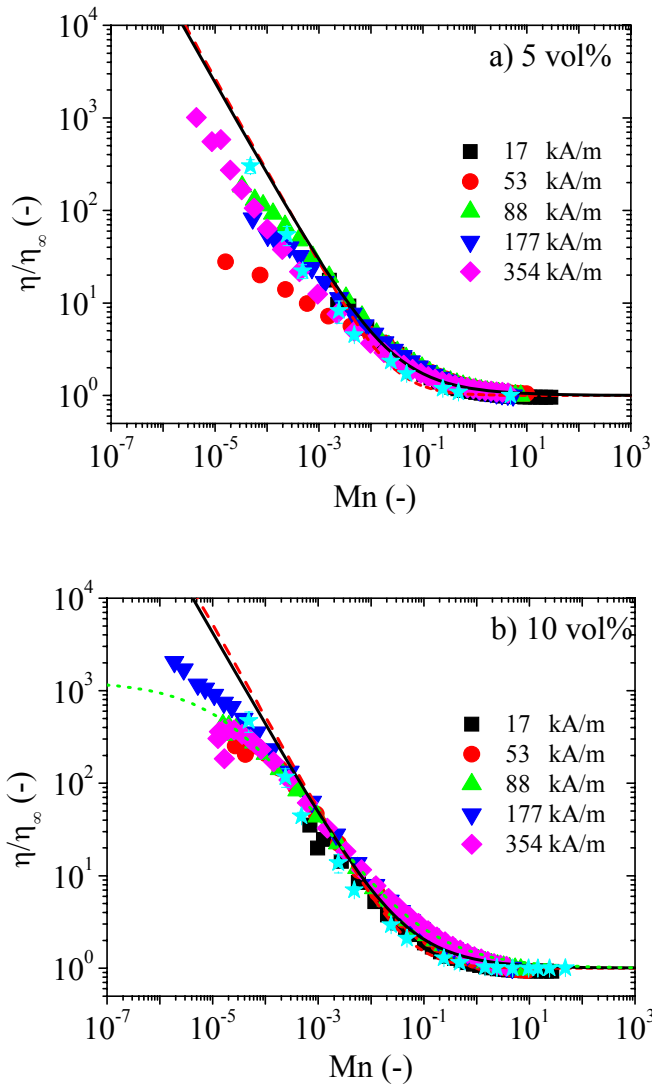 10^4
a) 5 vol%
10^3
17 kA/m
53 kA/m
10^2
88 kA/m
177 kA/m
354 kA/m
10^1
10^0
η/η∞ (-)
10^-7 10^-5 10^-3 10^-1 10^1 10^3
Mn (-)
10^4
b) 10 vol%
10^3
17 kA/m
53 kA/m
10^2
88 kA/m
177 kA/m
354 kA/m
10^1
10^0
η/η∞ (-)
10^-7 10^-5 10^-3 10^-1 10^1 10^3
Mn (-)